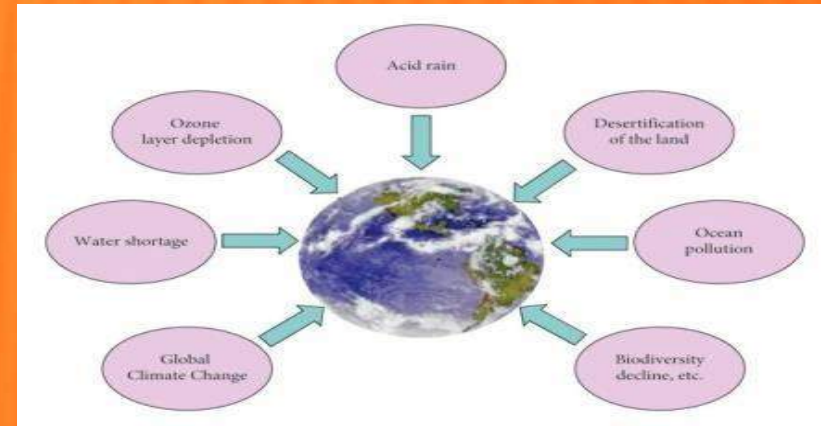 Acid rain
Ozone
layer depletion
Desertification
of the land
Water shortage
Ocean
pollution
Global
Climate Change
Biodiversity
decline, etc.